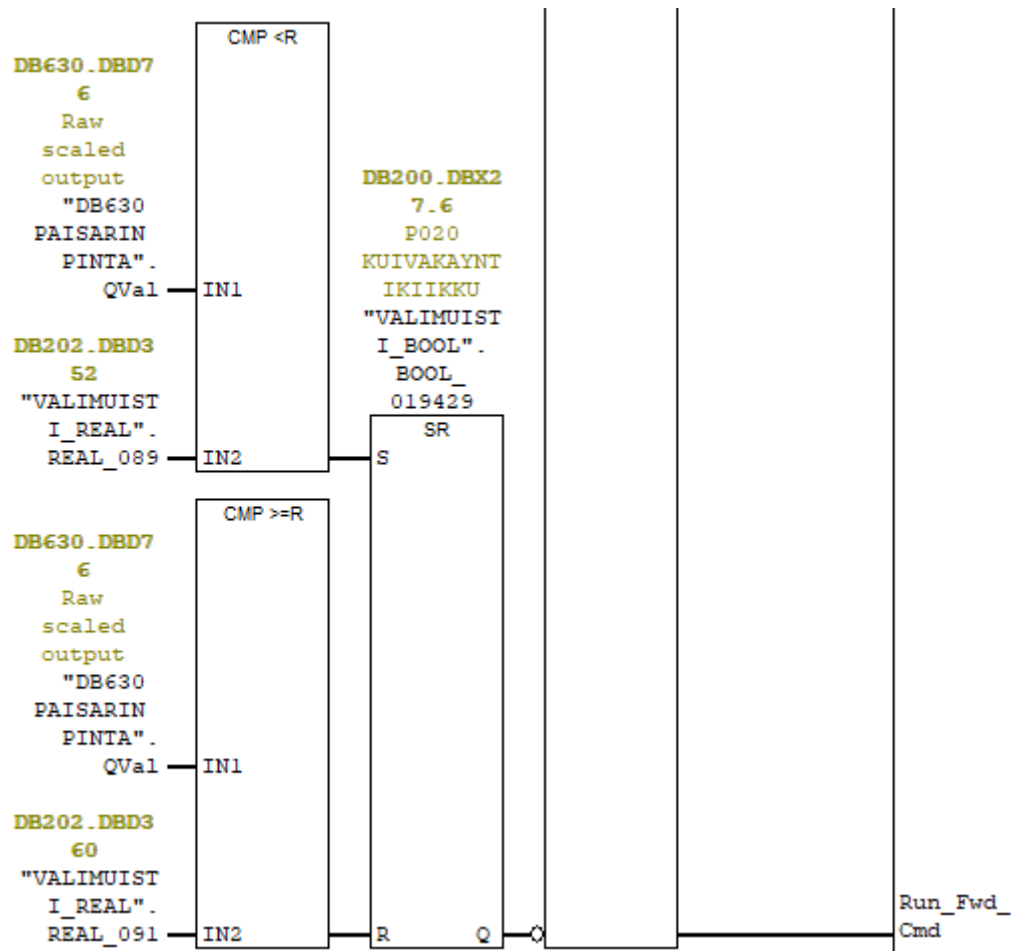 CMP <R
DB630.DBD7
6
Raw
scaled
output
"DB630
PAISARIN
PINTA".
QVal
IN1
DB202.DBD3
52
"VALIMUIST
I_REAL".
REAL_089
IN2
DB200.DBX2
7.6
P020
KUIVAKAYNT
IKIIKKU
"VALIMUIST
I_BOOL".
BOOL_
019429
SR
S
CMP >=R
DB630.DBD7
6
Raw
scaled
output
"DB630
PAISARIN
PINTA".
QVal
IN1
DB202.DBD3
60
"VALIMUIST
I_REAL".
REAL_091
IN2
R
Q
Run_Fwd_
Cmd